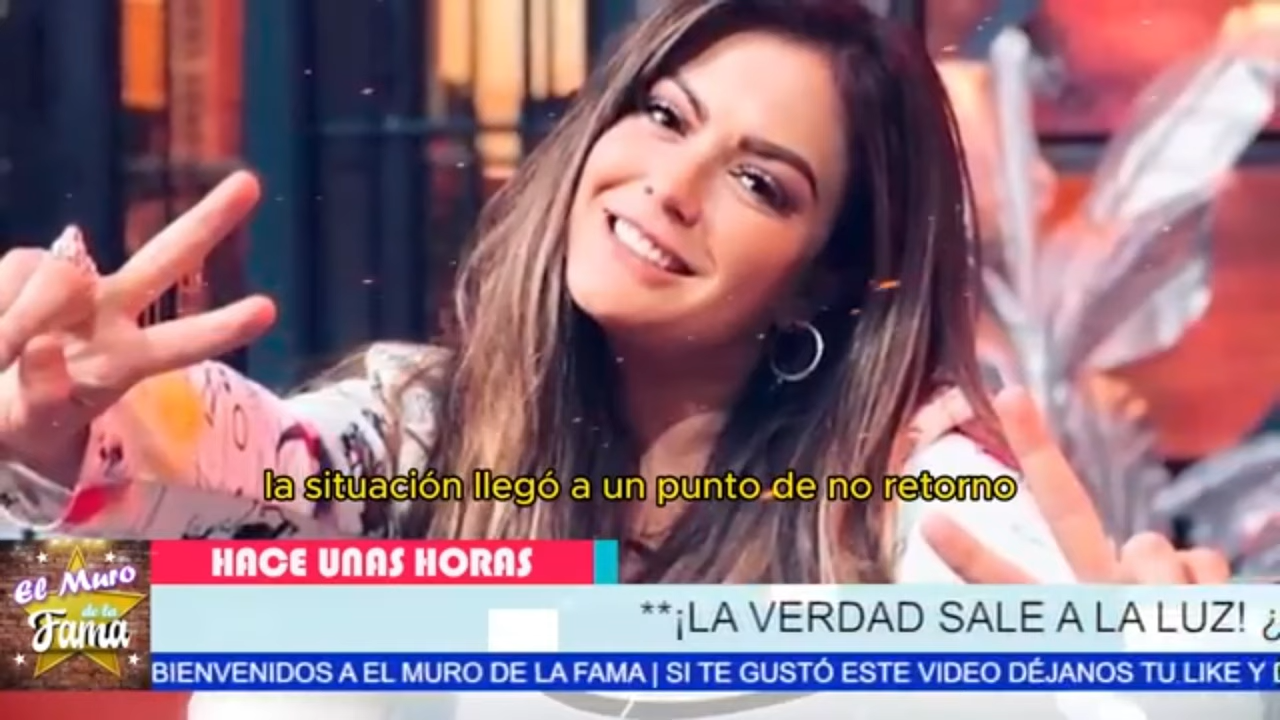 la situación llegó a un punto de no retorno
HACE UNAS HORAS
El Muro
de la
Fama
**¡LA VERDAD SALE A LA LUZ! ¿
BIENVENIDOS A EL MURO DE LA FAMA | SI TE GUSTÓ ESTE VIDEO DÉJANOS TU LIKE Y